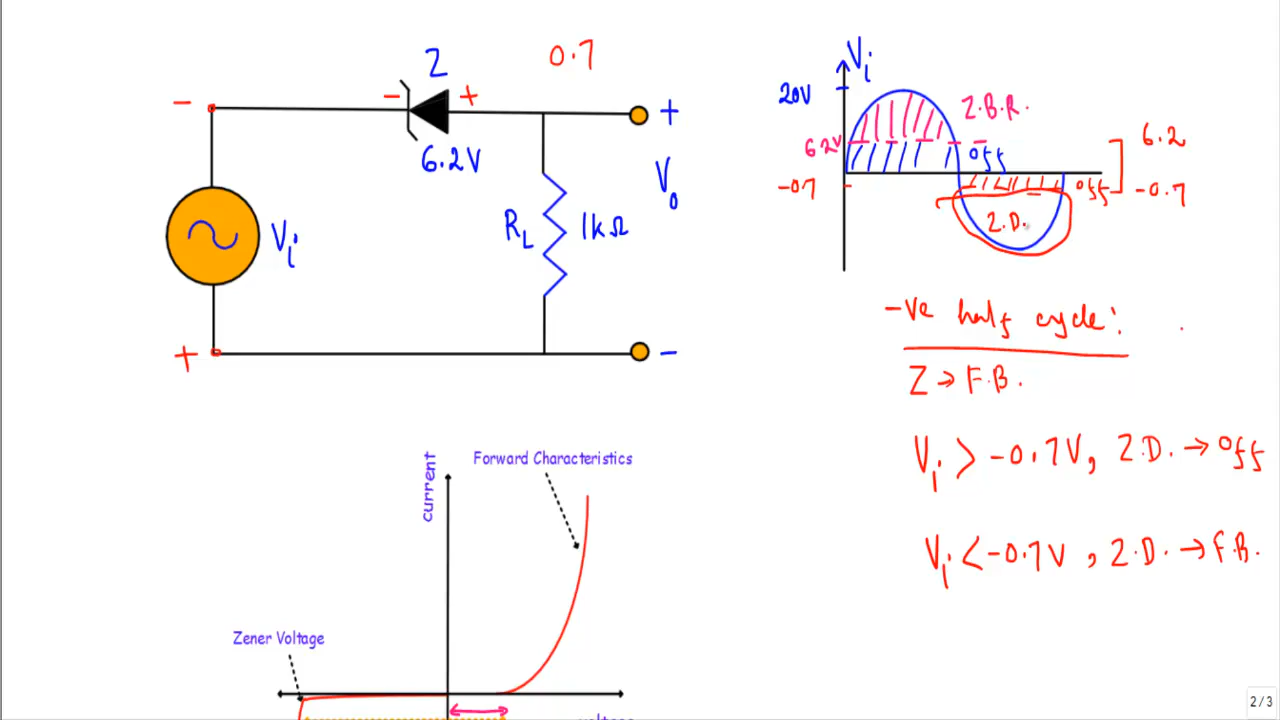 Z
0.7
-
-
+
+
6.2V
Vi
RL
1kΩ
Vo
-
+
Vi
20V
Z.B.R.
6.2V
off
6.2
-0.7
off
-0.7
Z.D.
-ve half cycle:
Z → F.B.
Vi > -0.7V, Z.D. → off
Vi < -0.7V, Z.D. → F.B.
current
Forward Characteristics
Zener Voltage
2/3